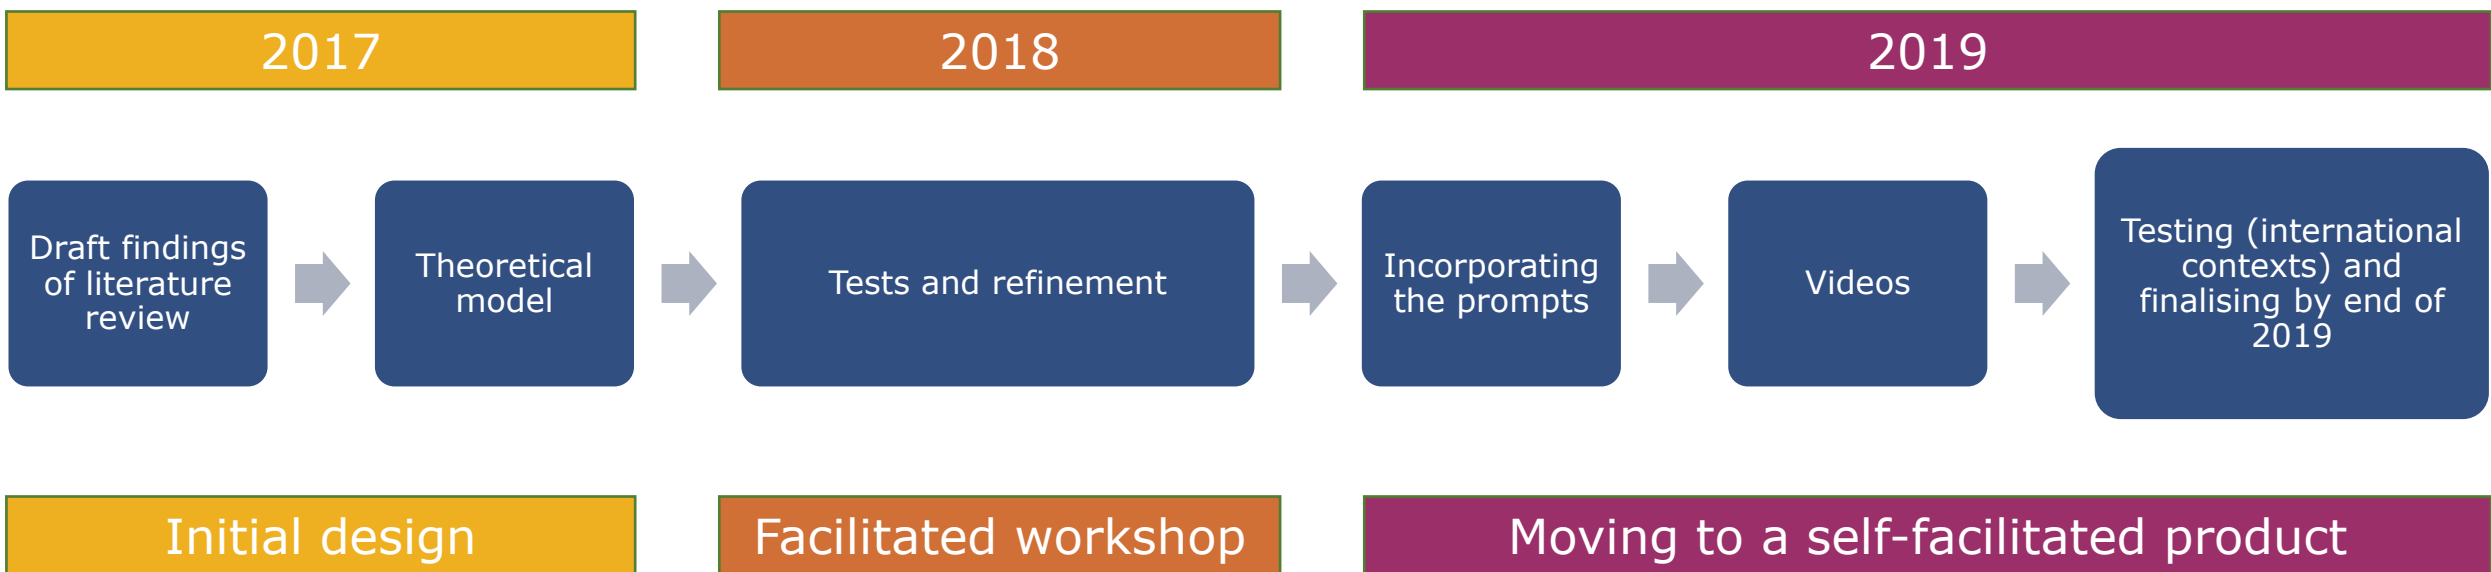 2017
2018
2019
Draft findings
of literature
review
Theoretical
model
Tests and refinement
Incorporating
the prompts
Videos
Testing (international
contexts) and
finalising by end of
2019
Initial design
Facilitated workshop
Moving to a self-facilitated product